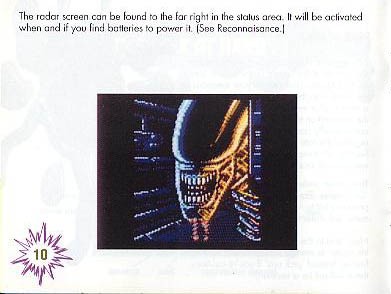 The radar screen can be found to the far right in the status area. It will be activated
when and if you find batteries to power it. (See Reconnaisance.)
10